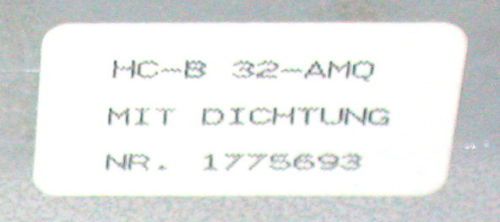 HC-B 32-AMQ
MIT DICHTUNG
NR. 1775693